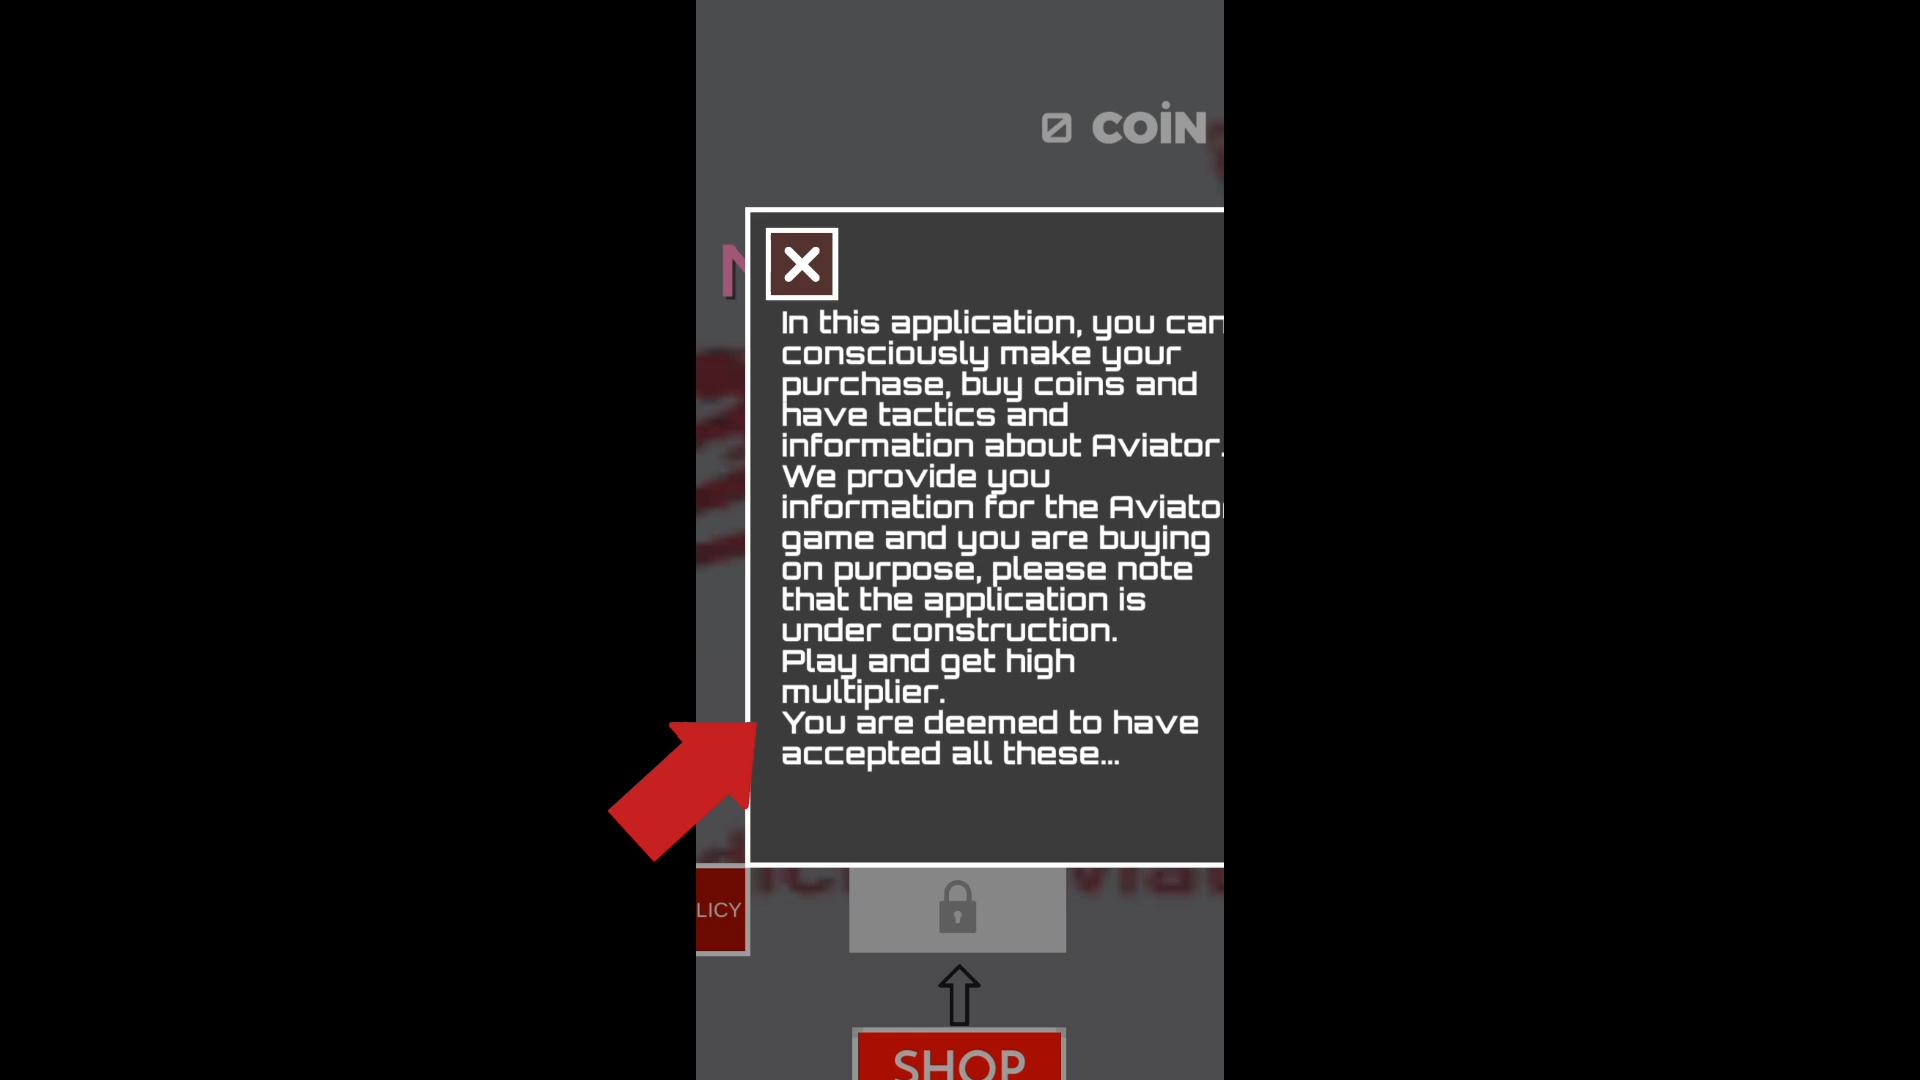 0 COİN
N
In this application, you can
consciously make your
purchase, buy coins and
have tactics and
information about Aviator.
We provide you
information for the Aviator
game and you are buying
on purpose, please note
that the application is
under construction.
Play and get high
multiplier.
You are deemed to have
accepted all these...
LICY
SHOP